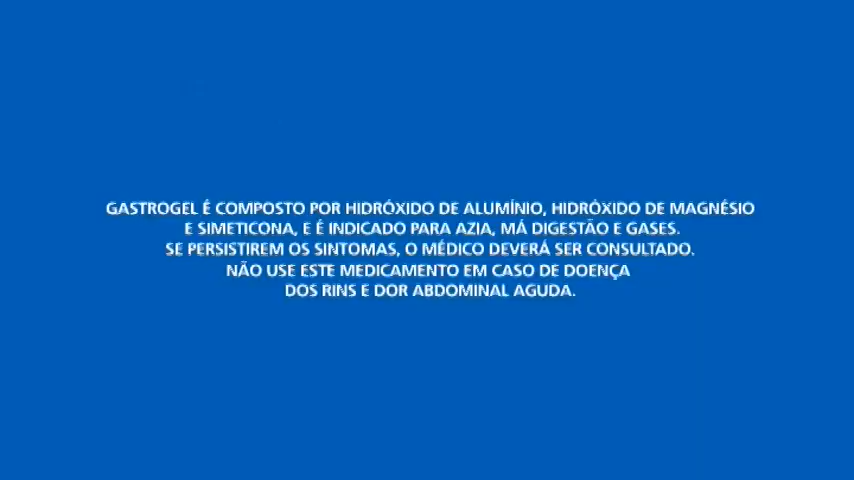 GASTROGEL É COMPOSTO POR HIDRÓXIDO DE ALUMÍNIO, HIDRÓXIDO DE MAGNÉSIO
E SIMETICONA, E É INDICADO PARA AZIA, MÁ DIGESTÃO E GASES.
SE PERSISTIREM OS SINTOMAS, O MÉDICO DEVERÁ SER CONSULTADO.
NÃO USE ESTE MEDICAMENTO EM CASO DE DOENÇA
DOS RINS E DOR ABDOMINAL AGUDA.